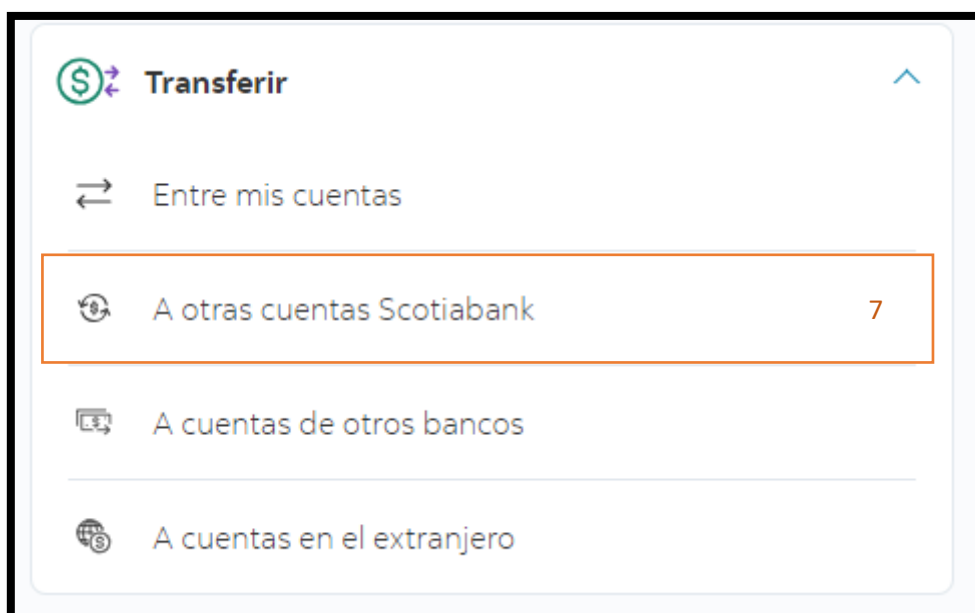 Transferir
Entre mis cuentas
A otras cuentas Scotiabank 7
A cuentas de otros bancos
A cuentas en el extranjero